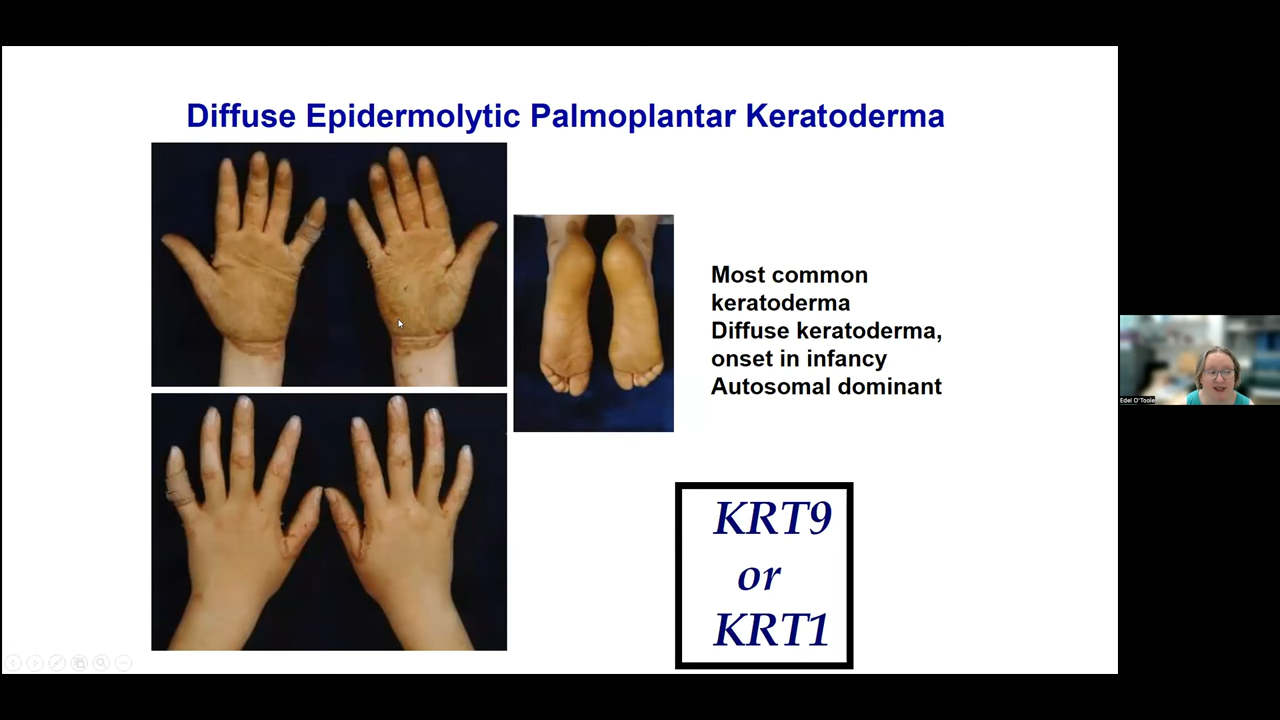 Diffuse Epidermolytic Palmoplantar Keratoderma
Most common
keratoderma
Diffuse keratoderma,
onset in infancy
Autosomal dominant
KRT9
or
KRT1
Edel O'Toole